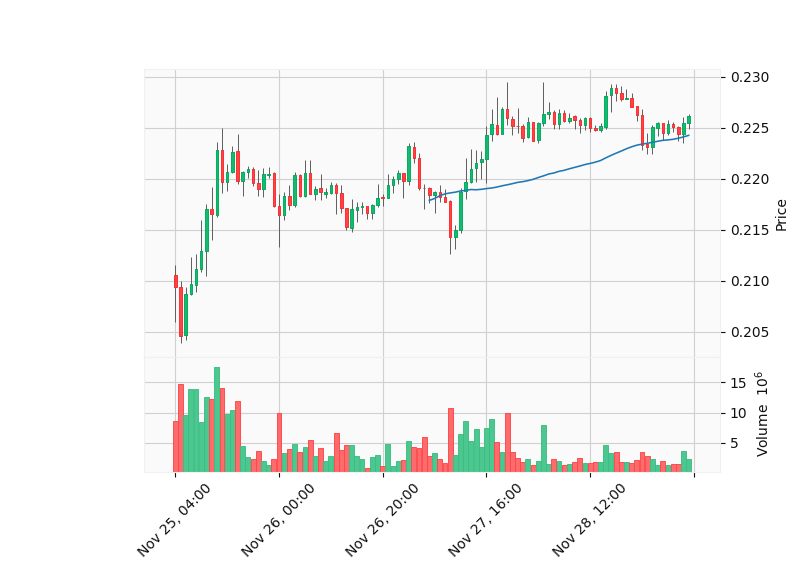 0.230
0.225
0.220
0.215
0.210
0.205
Price
15
10
5
Volume 10⁶
Nov 25, 04:00
Nov 26, 00:00
Nov 26, 20:00
Nov 27, 16:00
Nov 28, 12:00